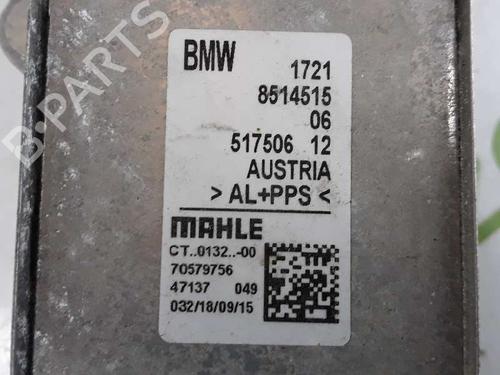 BMW 1721
8514515
06
517506 12
AUSTRIA
> AL+PPS <
MAHLE
CT..0132..-00
70579756
47137 049
032/18/09/15
B-PARTS